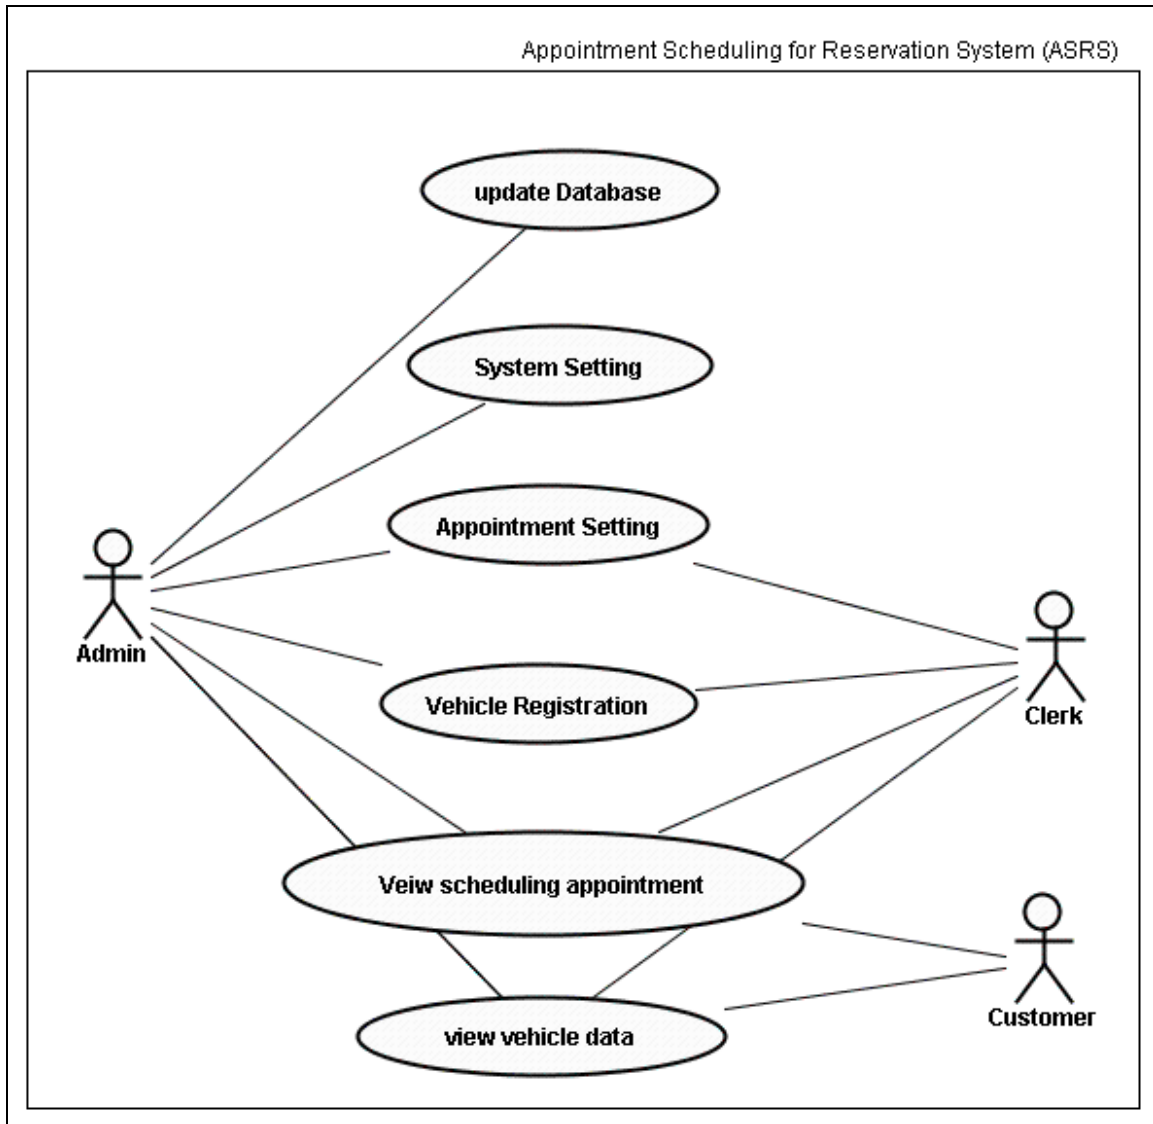 Appointment Scheduling for Reservation System (ASRS)
update Database
System Setting
Appointment Setting
Admin
Vehicle Registration
Clerk
Veiw scheduling appointment
Customer
view vehicle data